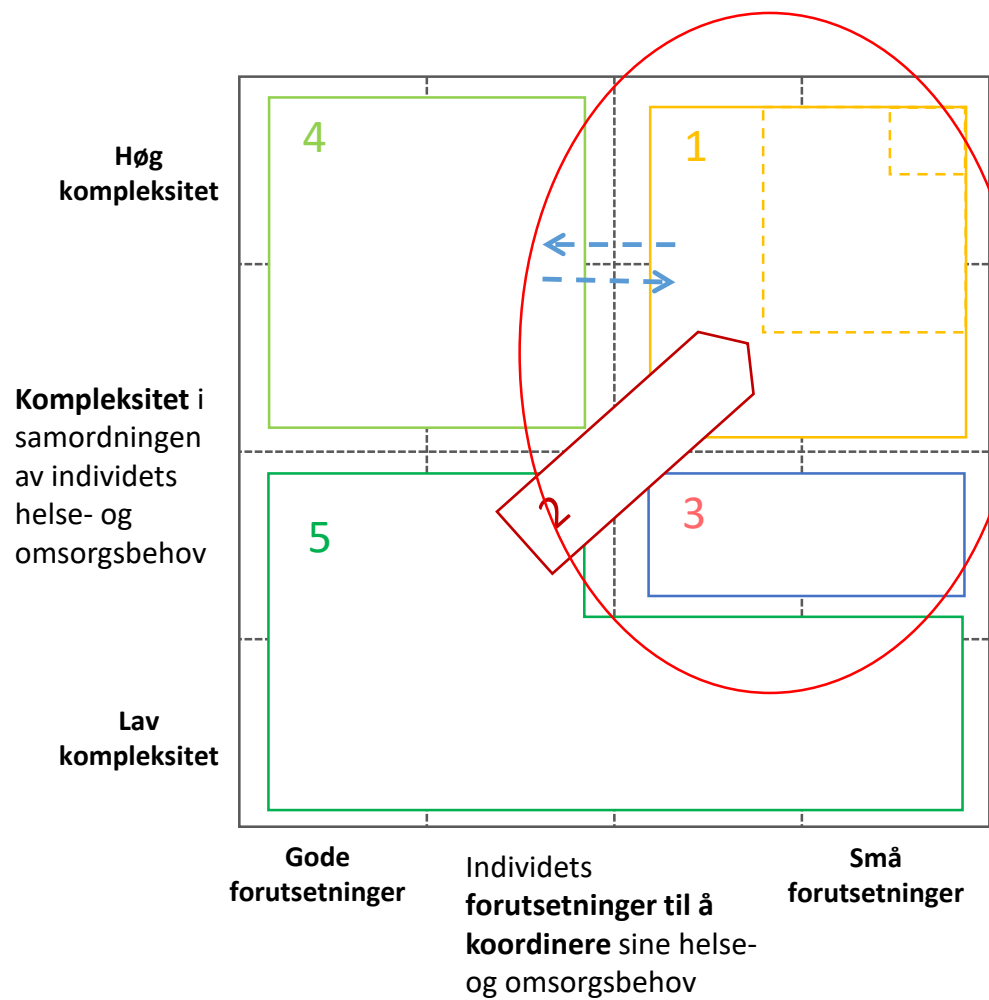 4
1
Høg
kompleksitet
Kompleksitet i
samordningen
av individets
helse- og
omsorgsbehov
2
3
5
Lav
kompleksitet
Gode
forutsetninger
Individets
forutsetninger til å
koordinere sine helse-
og omsorgsbehov
Små
forutsetninger